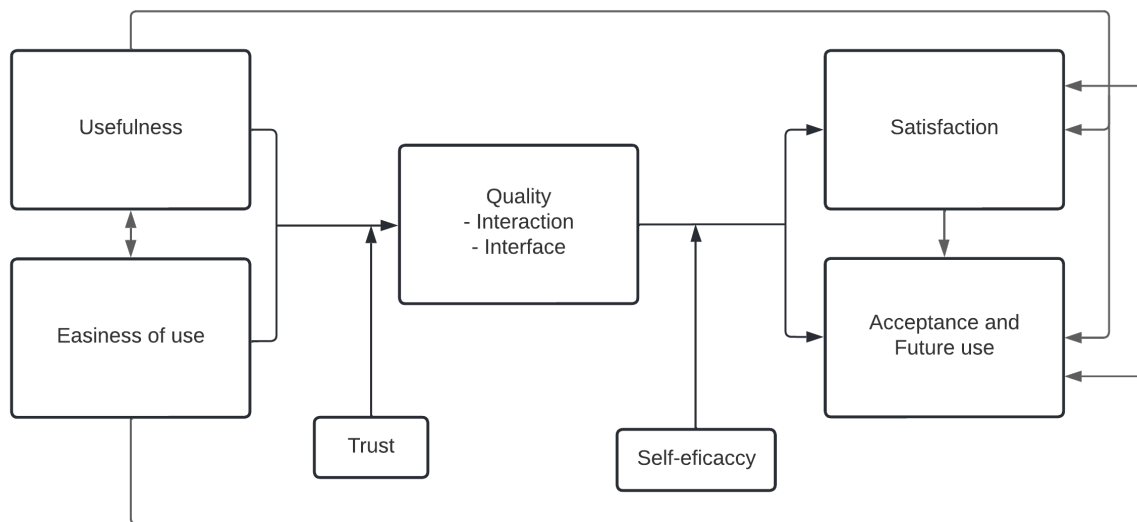 Usefulness
Satisfaction
Quality
- Interaction
- Interface
Easiness of use
Acceptance and
Future use
Trust
Self-eficaccy